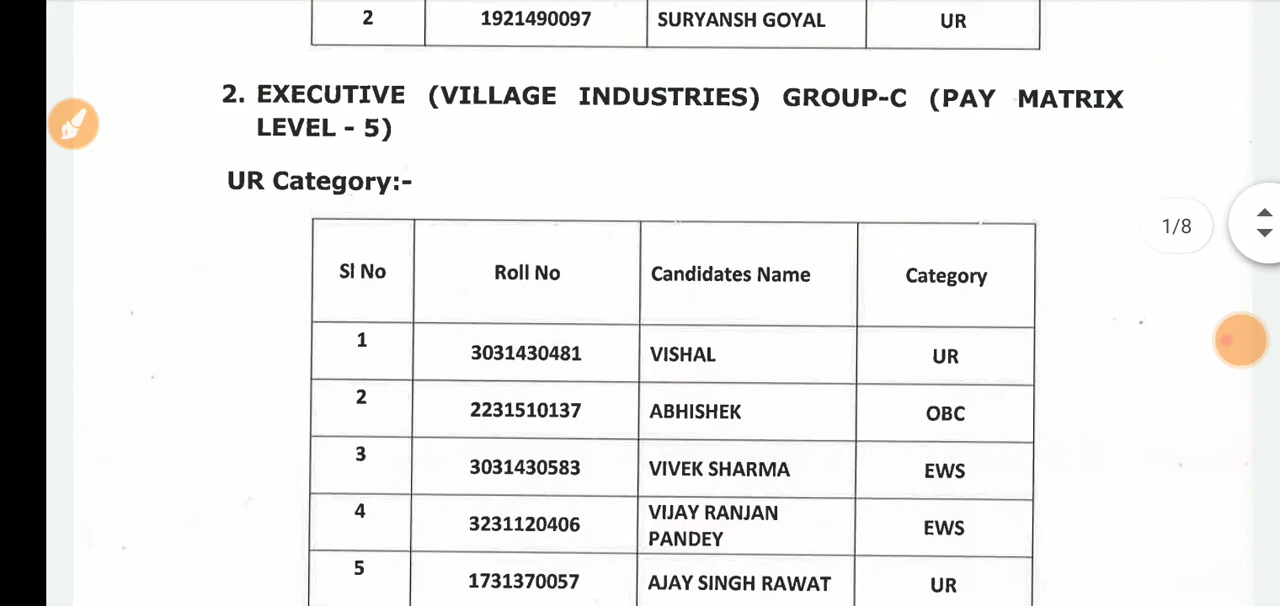 2 1921490097 SURYANSH GOYAL UR
2. EXECUTIVE (VILLAGE INDUSTRIES) GROUP-C (PAY MATRIX
LEVEL - 5)
UR Category:-
1/8
Sl No Roll No Candidates Name Category
1 3031430481 VISHAL UR
2 2231510137 ABHISHEK OBC
3 3031430583 VIVEK SHARMA EWS
4 3231120406 VIJAY RANJAN EWS
PANDEY
5 1731370057 AJAY SINGH RAWAT UR